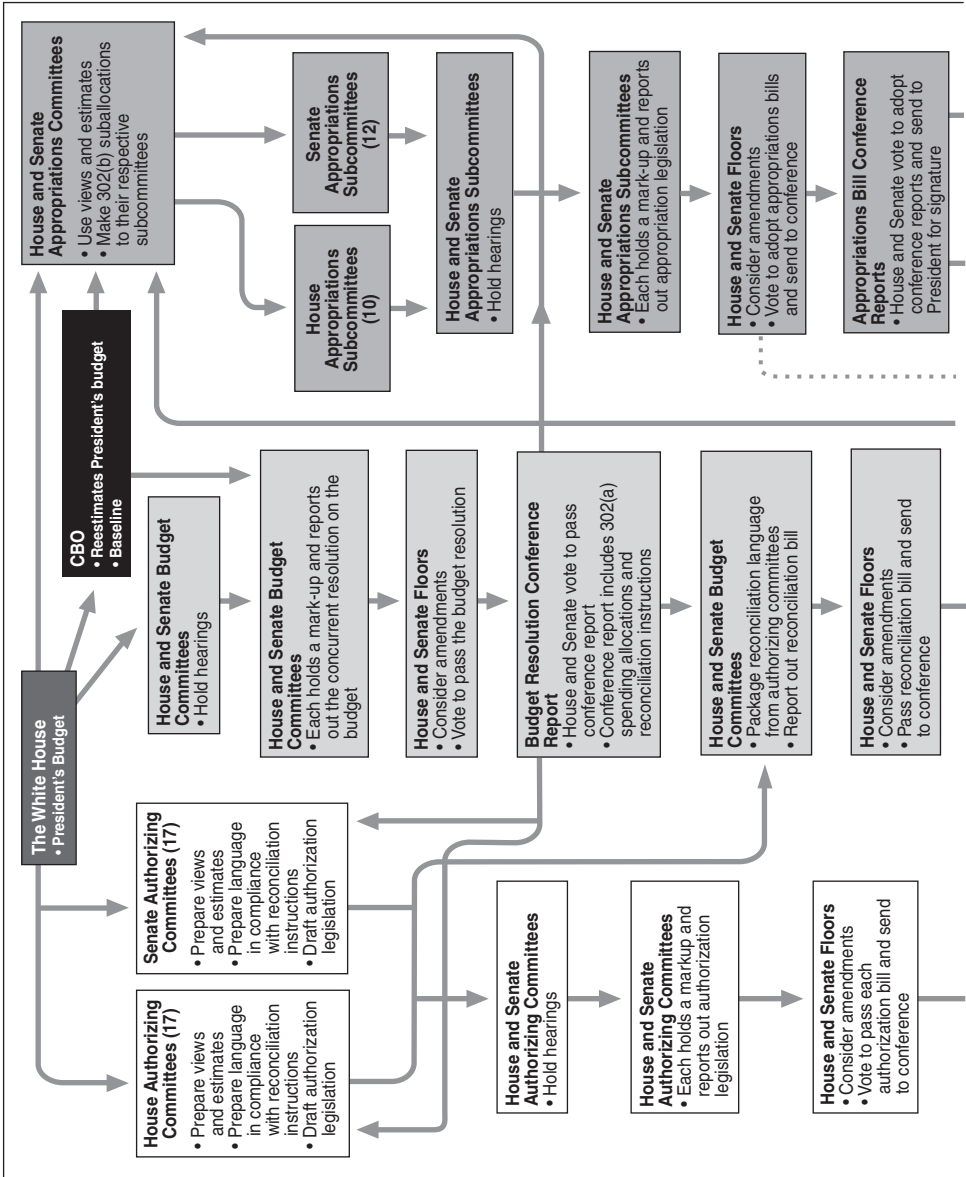 The White House
• President's Budget
CBO
• Reestimates President's budget
• Baseline
House and Senate
Appropriations Committees
• Use views and estimates
• Make 302(b) suballocations
to their respective
subcommittees
House Authorizing
Committees (17)
• Prepare views
and estimates
• Prepare language
in compliance
with reconciliation
instructions
• Draft authorization
legislation
Senate Authorizing
Committees (17)
• Prepare views
and estimates
• Prepare language
in compliance
with reconciliation
instructions
• Draft authorization
legislation
House and Senate
Authorizing Committees
• Hold hearings
House and Senate
Authorizing Committees
• Each holds a markup and
reports out authorization
legislation
House and Senate Floors
• Consider amendments
• Vote to pass each
authorization bill and send
to conference
House and Senate Budget
Committees
• Hold hearings
House and Senate Budget
Committees
• Each holds a mark-up and reports
out the concurrent resolution on the
budget
House and Senate Floors
• Consider amendments
• Vote to pass the budget resolution
Budget Resolution Conference
Report
• House and Senate vote to pass
conference report
• Conference report includes 302(a)
spending allocations and
reconciliation instructions
House and Senate Budget
Committees
• Package reconciliation language
from authorizing committees
• Report out reconciliation bill
House and Senate Floors
• Consider amendments
• Pass reconciliation bill and send
to conference
House
Appropriations
Subcommittees
(10)
Senate
Appropriations
Subcommittees
(12)
House and Senate
Appropriations Subcommittees
• Hold hearings
House and Senate
Appropriations Subcommittees
• Each holds a mark-up and reports
out appropriation legislation
House and Senate Floors
• Consider amendments
• Vote to adopt appropriations bills
and send to conference
Appropriations Bill Conference
Reports
• House and Senate vote to adopt
conference reports and send to
President for signature